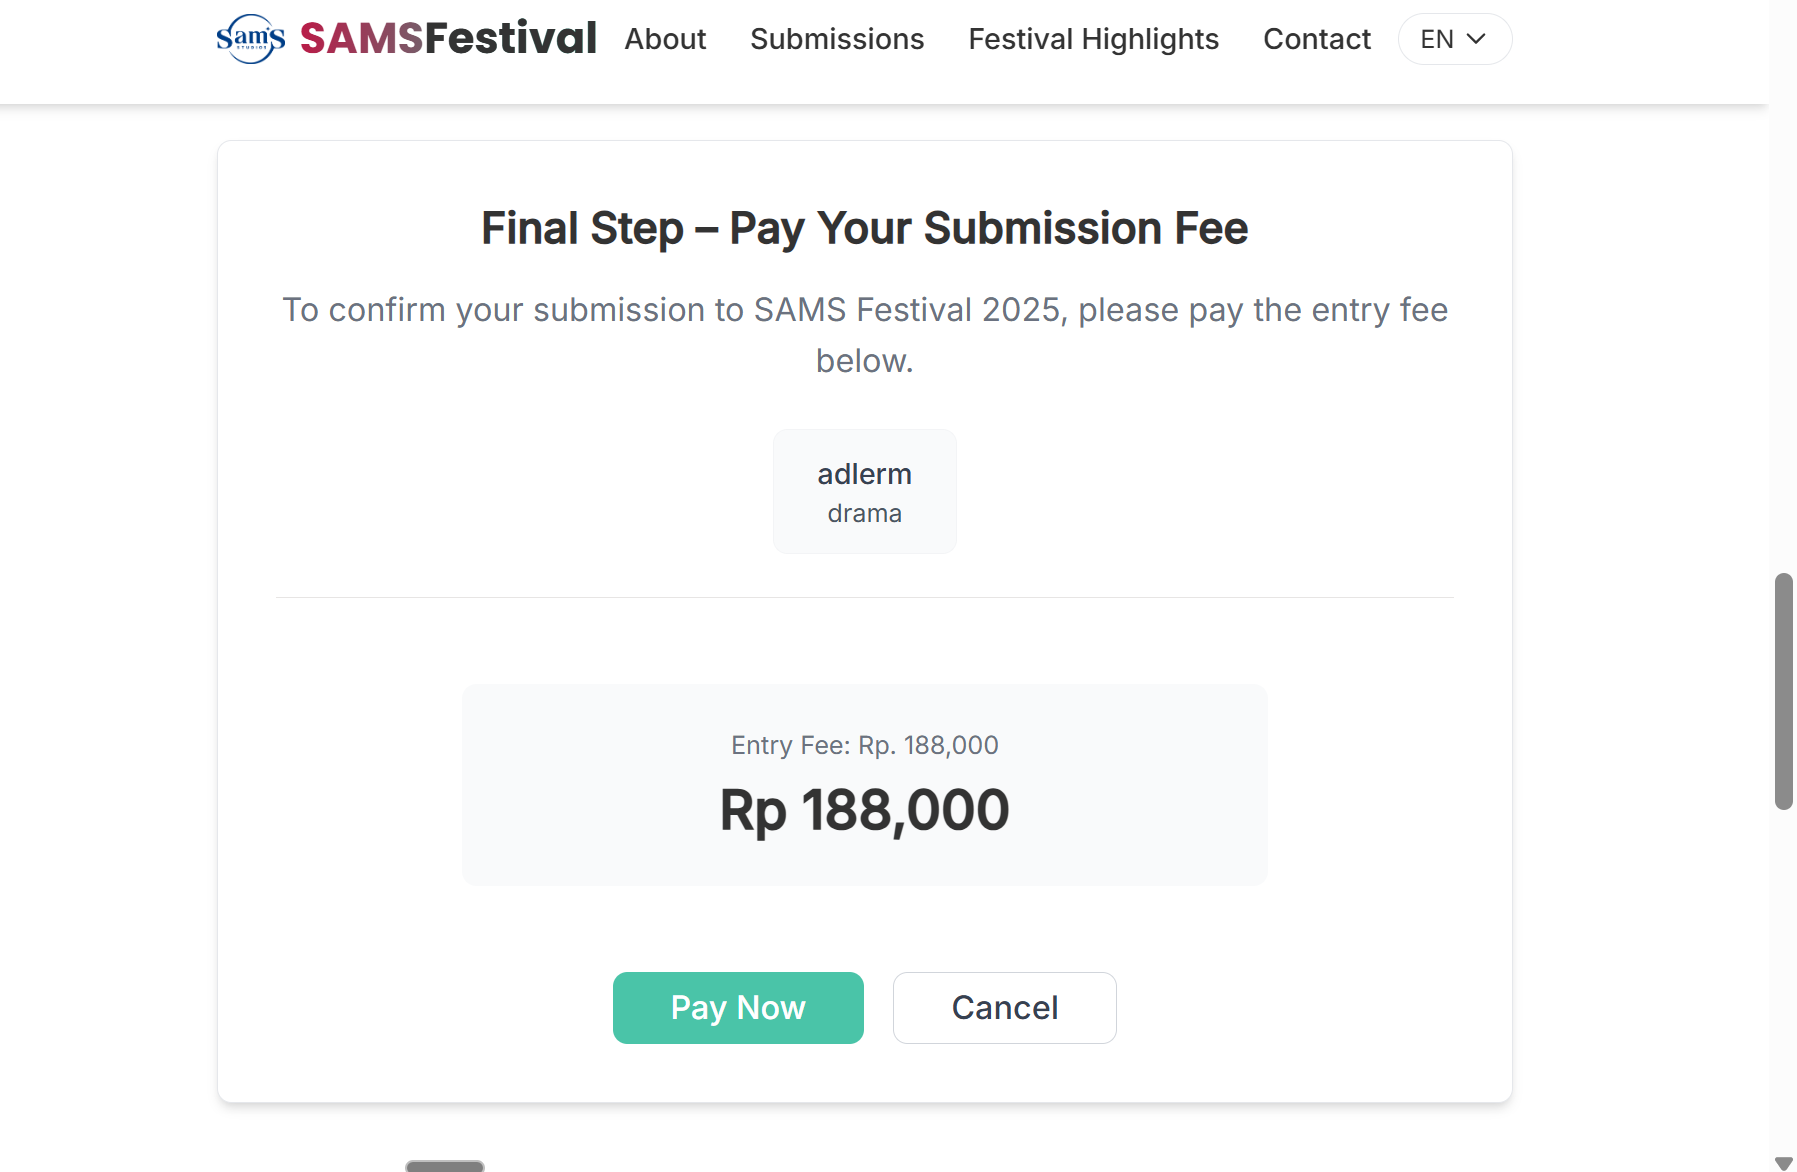 Sam's
STUDIOS
SAMSFestival
About
Submissions
Festival Highlights
Contact
EN
Final Step – Pay Your Submission Fee
To confirm your submission to SAMS Festival 2025, please pay the entry fee
below.
adlerm
drama
Entry Fee: Rp. 188,000
Rp 188,000
Pay Now
Cancel